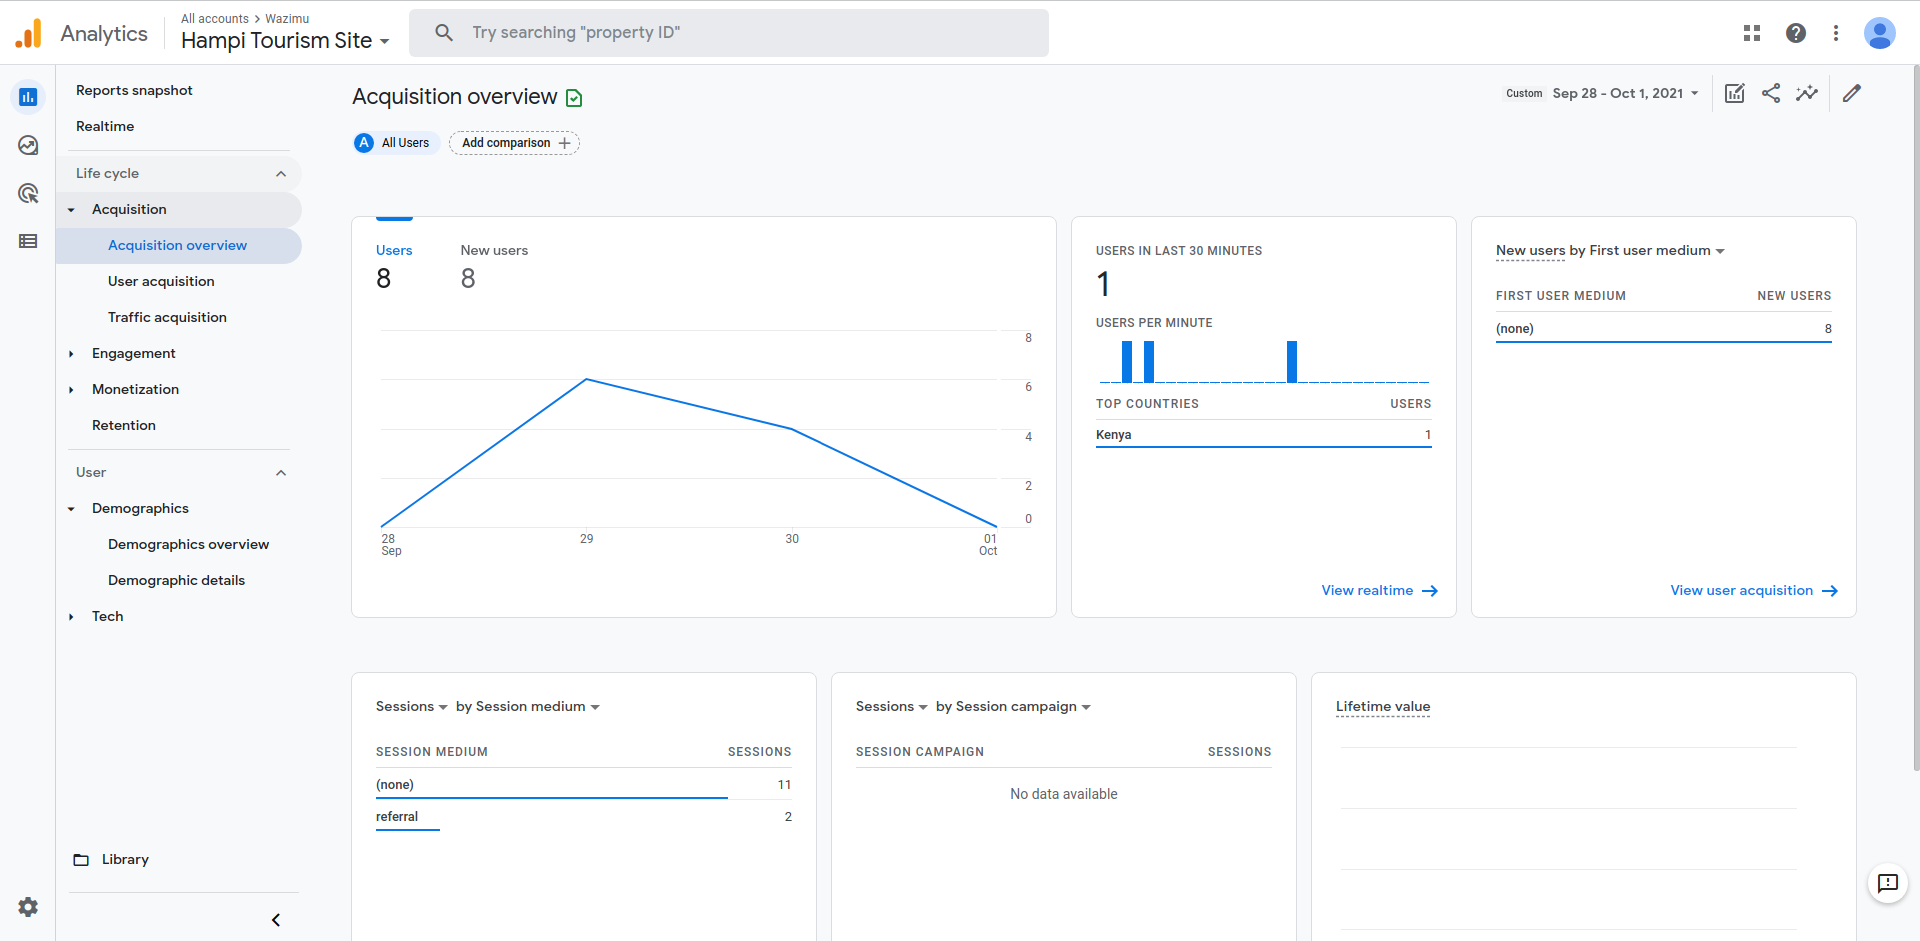 Analytics
All accounts > Wazimu
Hampi Tourism Site
Try searching "property ID"
Reports snapshot
Realtime
Life cycle
Acquisition
Acquisition overview
User acquisition
Traffic acquisition
Engagement
Monetization
Retention
User
Demographics
Demographics overview
Demographic details
Tech
Library
Acquisition overview
Custom Sep 28 - Oct 1, 2021
A All Users
Add comparison
Users
8
New users
8
8
6
4
2
0
28
Sep
29
30
01
Oct
USERS IN LAST 30 MINUTES
1
USERS PER MINUTE
TOP COUNTRIES USERS
Kenya 1
View realtime
New users by First user medium
FIRST USER MEDIUM NEW USERS
(none) 8
View user acquisition
Sessions by Session medium
SESSION MEDIUM SESSIONS
(none) 11
referral 2
Sessions by Session campaign
SESSION CAMPAIGN SESSIONS
No data available
Lifetime value